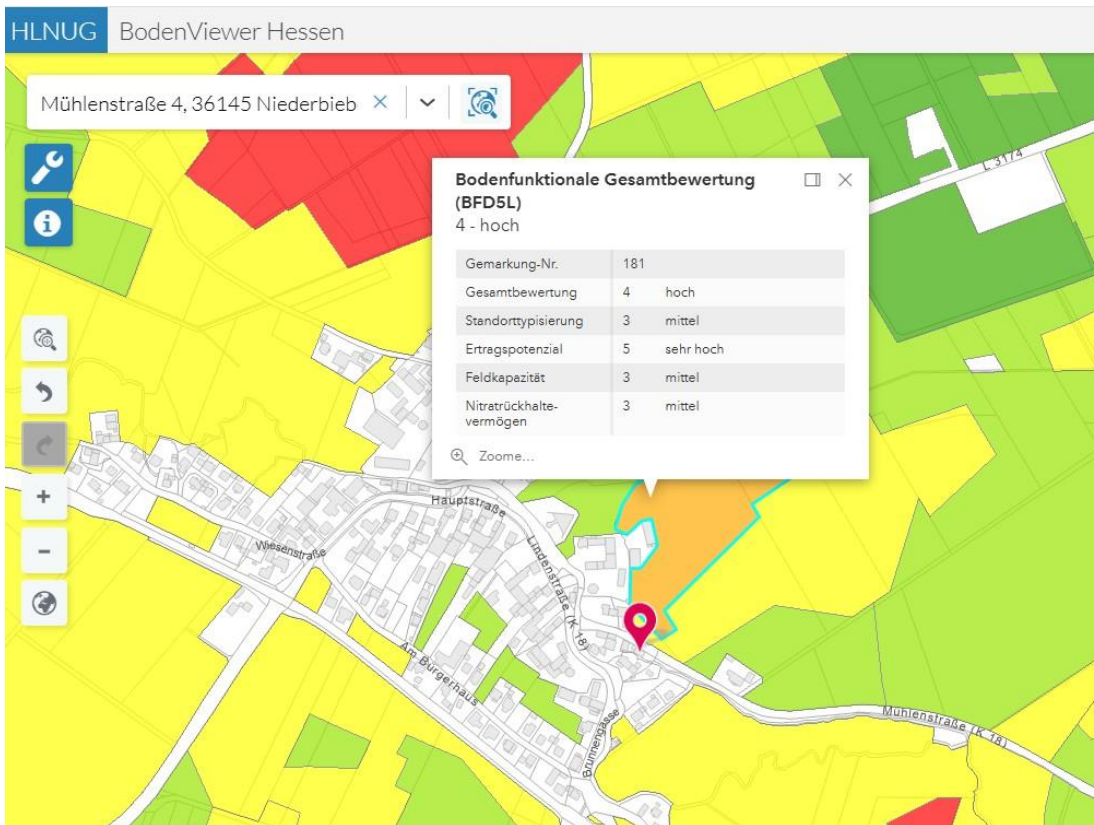 HLNUG BodenViewer Hessen
Mühlenstraße 4, 36145 Niederbieb
L 3174
Bodenfunktionale Gesamtbewertung
(BFD5L)
4 - hoch
Gemarkung-Nr. 181
Gesamtbewertung 4 hoch
Standorttypisierung 3 mittel
Ertragspotenzial 5 sehr hoch
Feldkapazität 3 mittel
Nitratrückhalte-
vermögen 3 mittel
Zoome...
Hauptstraße
Wiesenstraße
Lindenstraße (K 18)
Am Bürgerhaus
Brunnengasse
Mühlenstraße (K 18)